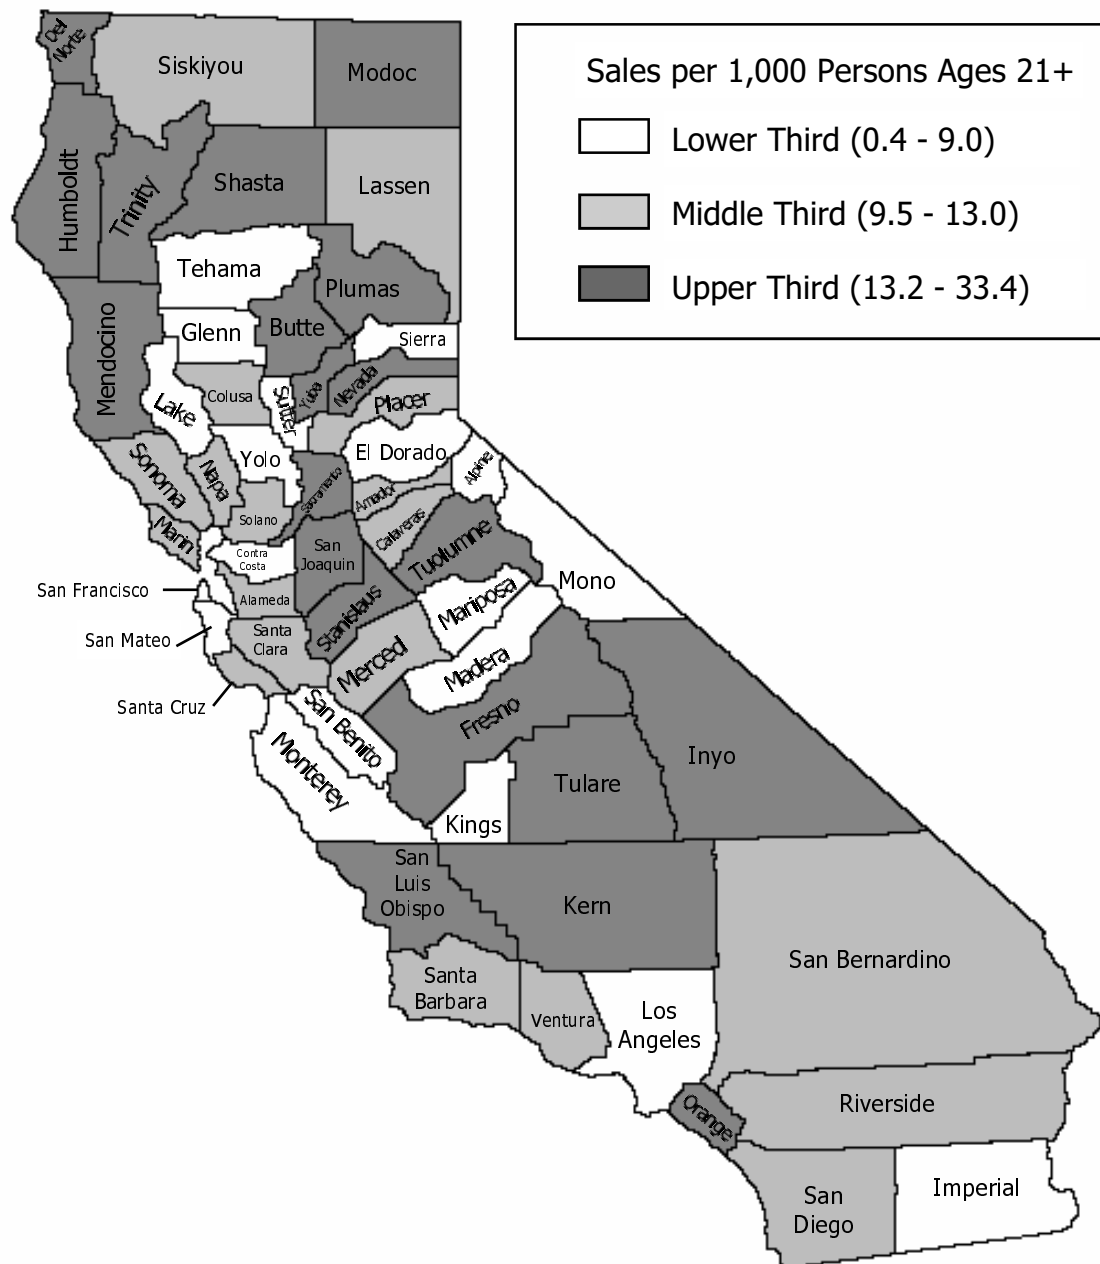 Sales per 1,000 Persons Ages 21+
Lower Third (0.4 - 9.0)
Middle Third (9.5 - 13.0)
Upper Third (13.2 - 33.4)
Del
Norte
Siskiyou
Modoc
Humboldt
Trinity
Shasta
Lassen
Tehama
Plumas
Mendocino
Glenn
Butte
Sierra
Lake
Colusa
Sutter
Yuba
Nevada
Placer
Sonoma
Napa
Yolo
El Dorado
Alpine
Marin
Solano
Sacramento
Amador
Calaveras
Contra
Costa
San
Joaquin
Tuolumne
Mono
San Francisco
Alameda
Stanislaus
Mariposa
San Mateo
Santa
Clara
Merced
Madera
Santa Cruz
San Benito
Fresno
Monterey
Kings
Tulare
Inyo
San
Luis
Obispo
Kern
San Bernardino
Santa
Barbara
Ventura
Los
Angeles
Orange
Riverside
San
Diego
Imperial